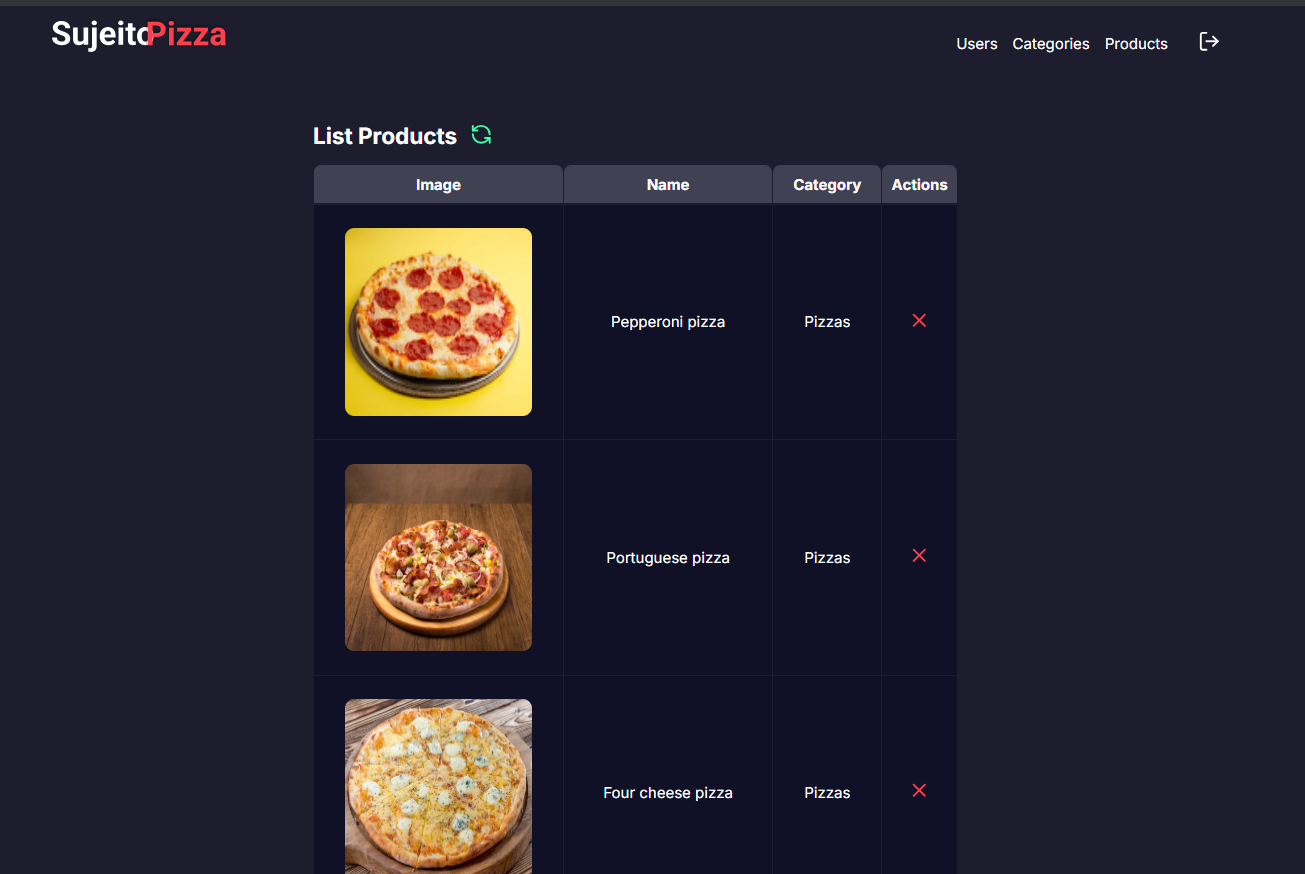 SujeitoPizza
Users Categories Products
List Products
Image Name Category Actions
Pepperoni pizza Pizzas
Portuguese pizza Pizzas
Four cheese pizza Pizzas